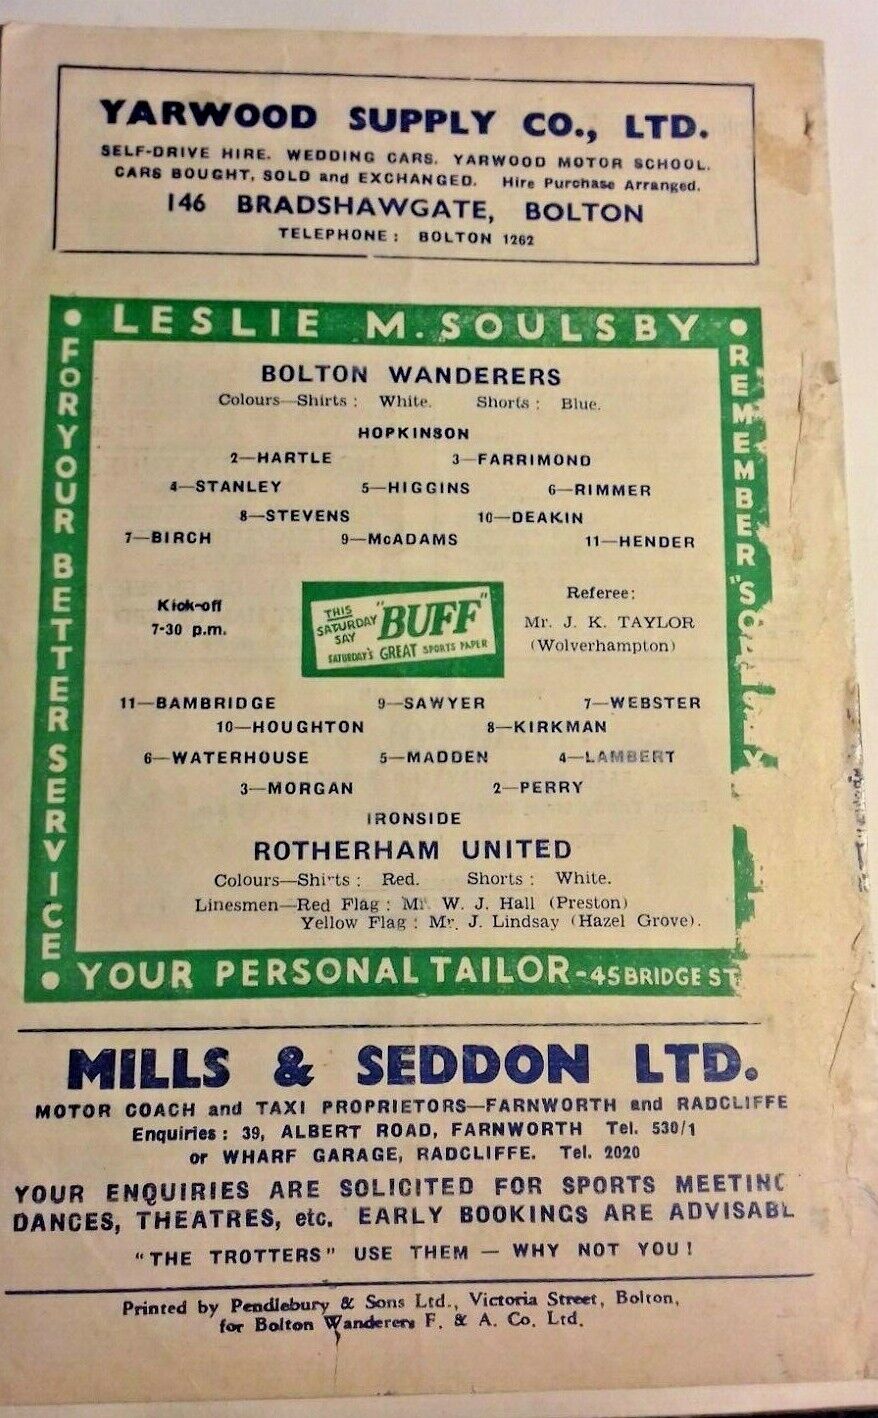 YARWOOD SUPPLY CO., LTD.
SELF-DRIVE HIRE. WEDDING CARS. YARWOOD MOTOR SCHOOL.
CARS BOUGHT, SOLD and EXCHANGED. Hire Purchase Arranged.
146 BRADSHAWGATE, BOLTON
TELEPHONE: BOLTON 1262
• LESLIE M. SOULSBY •
FOR YOUR BETTER SERVICE
REMEMBER
BOLTON WANDERERS
Colours—Shirts: White. Shorts: Blue.
HOPKINSON
2—HARTLE 3—FARRIMOND
4—STANLEY 5—HIGGINS 6—RIMMER
8—STEVENS 10—DEAKIN
7—BIRCH 9—McADAMS 11—HENDER
Kick-off
7-30 p.m.
THIS SATURDAY SAY "BUFF"
SATURDAY'S GREAT SPORTS PAPER
Referee:
Mr. J. K. TAYLOR
(Wolverhampton)
11—BAMBRIDGE 9—SAWYER 7—WEBSTER
10—HOUGHTON 8—KIRKMAN
6—WATERHOUSE 5—MADDEN 4—LAMBERT
3—MORGAN 2—PERRY
IRONSIDE
ROTHERHAM UNITED
Colours—Shirts: Red. Shorts: White.
Linesmen—Red Flag: Mr. W. J. Hall (Preston)
Yellow Flag: Mr. J. Lindsay (Hazel Grove).
• YOUR PERSONAL TAILOR - 45 BRIDGE ST
MILLS & SEDDON LTD.
MOTOR COACH and TAXI PROPRIETORS—FARNWORTH and RADCLIFFE
Enquiries: 39, ALBERT ROAD, FARNWORTH Tel. 530/1
or WHARF GARAGE, RADCLIFFE. Tel. 2020
YOUR ENQUIRIES ARE SOLICITED FOR SPORTS MEETING
DANCES, THEATRES, etc. EARLY BOOKINGS ARE ADVISABL
"THE TROTTERS" USE THEM — WHY NOT YOU!
Printed by Pendlebury & Sons Ltd., Victoria Street, Bolton,
for Bolton Wanderers F. & A. Co. Ltd.